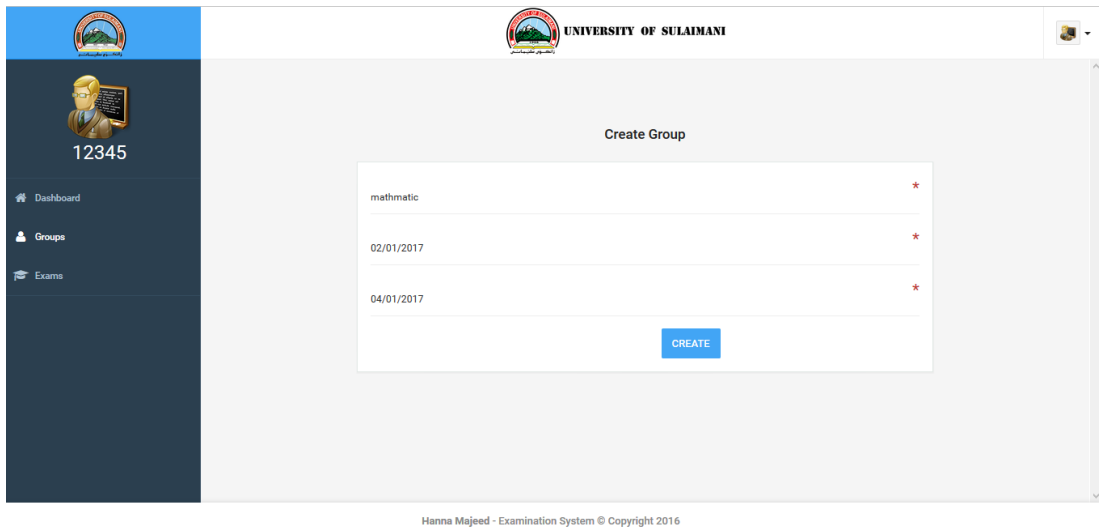 UNIVERSITY OF SULAIMANI
12345
Dashboard
Groups
Exams
Create Group
mathmatic
*
02/01/2017
*
04/01/2017
*
CREATE
Hanna Majeed - Examination System © Copyright 2016